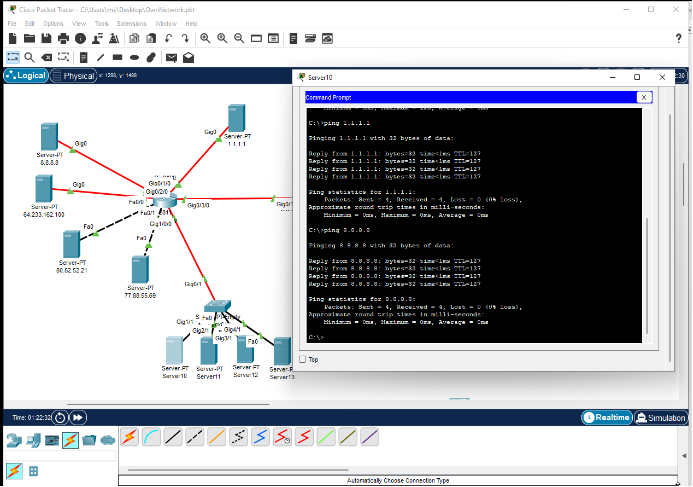 Cisco Packet Tracer - C:\Users\me\Desktop\OwnNetwork.pkt
File Edit Options View Tools Extensions Window Help
Logical Physical x: 1288, y: 1488
Server10
Command Prompt X
C:\>ping 1.1.1.1
Pinging 1.1.1.1 with 32 bytes of data:
Reply from 1.1.1.1: bytes=32 time<1ms TTL=127
Reply from 1.1.1.1: bytes=32 time<1ms TTL=127
Reply from 1.1.1.1: bytes=32 time<1ms TTL=127
Reply from 1.1.1.1: bytes=32 time<1ms TTL=127
Ping statistics for 1.1.1.1:
Packets: Sent = 4, Received = 4, Lost = 0 (0% loss),
Approximate round trip times in milli-seconds:
Minimum = 0ms, Maximum = 0ms, Average = 0ms
C:\>ping 8.8.8.8
Pinging 8.8.8.8 with 32 bytes of data:
Reply from 8.8.8.8: bytes=32 time<1ms TTL=127
Reply from 8.8.8.8: bytes=32 time<1ms TTL=127
Reply from 8.8.8.8: bytes=32 time<1ms TTL=127
Reply from 8.8.8.8: bytes=32 time<1ms TTL=127
Ping statistics for 8.8.8.8:
Packets: Sent = 4, Received = 4, Lost = 0 (0% loss),
Approximate round trip times in milli-seconds:
Minimum = 0ms, Maximum = 0ms, Average = 0ms
C:\>
Top
Gig3
Server-PT
1.1.1.1
Gig0
Server-PT
8.8.8.8
Gig0
Server-PT
64.233.162.100
Gig0/1/0
Gig0/2/0
Fa0/0
Fa0/1
Gig0/3/0
Gig1/0/0
Fa0
Server-PT
80.82.52.21
Fa0
Server-PT
77.88.55.69
Gig0/1
Gig1/1
Gig2/1
Gig3/1
Gig4/1
Fa0
Server-PT
Server10
Server-PT
Server11
Server-PT
Server12
Server-PT
Server13
Time: 01:22:32
Realtime Simulation
Automatically Choose Connection Type